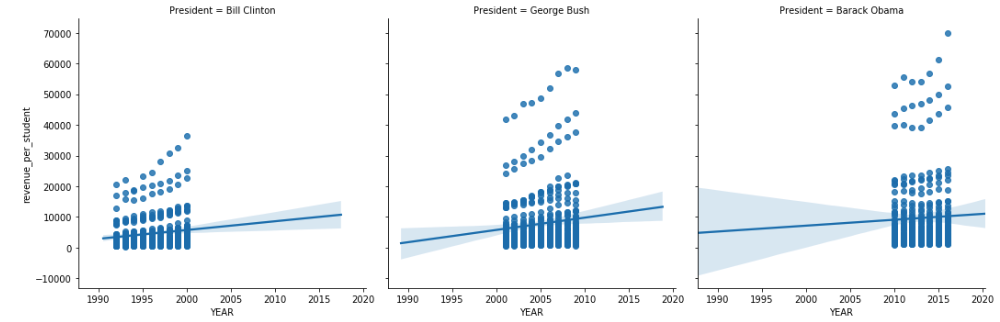 President = Bill Clinton
President = George Bush
President = Barack Obama
70000
60000
50000
40000
30000
20000
10000
0
−10000
revenue_per_student
1990 1995 2000 2005 2010 2015 2020
1990 1995 2000 2005 2010 2015 2020
1990 1995 2000 2005 2010 2015 2020
YEAR
YEAR
YEAR